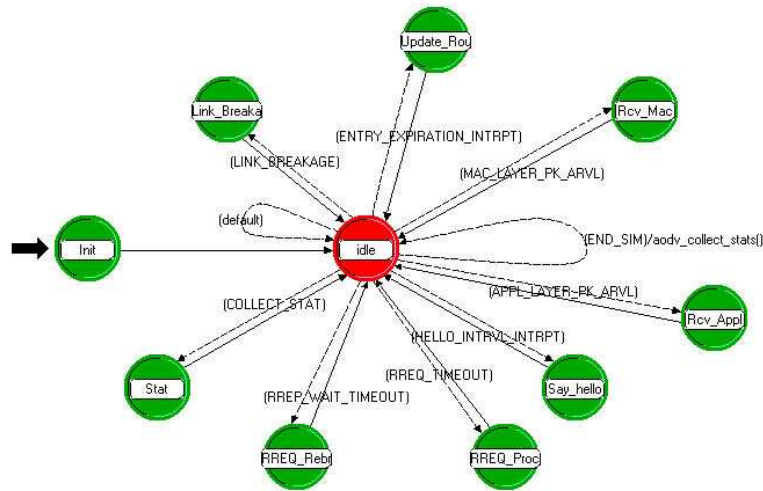 Update_Rou
Link_Breaka
Rcv_Mac
(ENTRY_EXPIRATION_INTRPT)
(LINK_BREAKAGE)
(MAC_LAYER_PK_ARVL)
(default)
Init
idle
(END_SIM)/aodv_collect_stats()
(APPL_LAYER_PK_ARVL)
(COLLECT_STAT)
Rcv_Appl
(HELLO_INTRVL_INTRPT)
(RREQ_TIMEOUT)
Stat
(RREP_WAIT_TIMEOUT)
Say_hello
RREQ_Rebr
RREQ_Proc